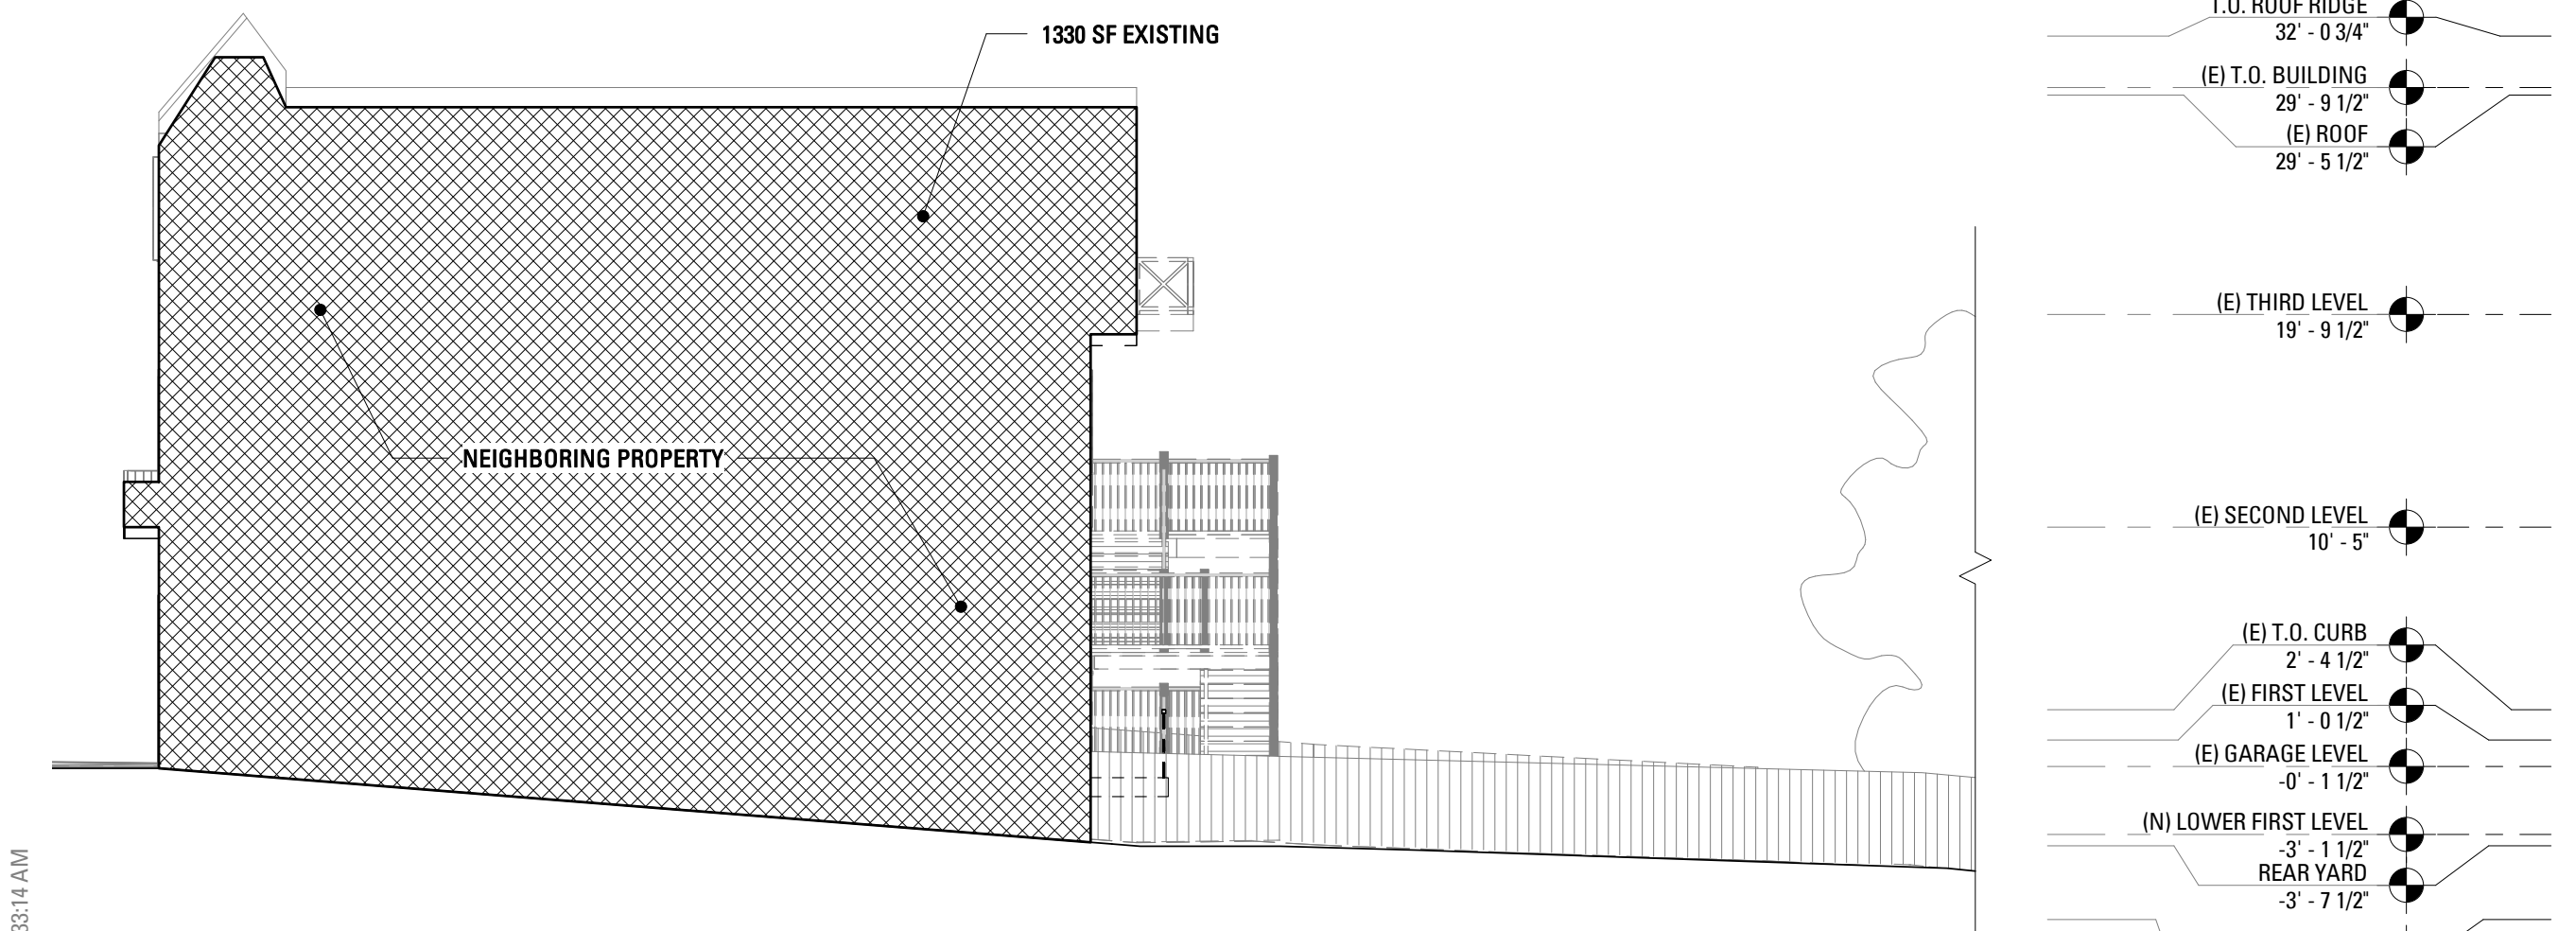 1330 SF EXISTING
NEIGHBORING PROPERTY
T.O. ROOF RIDGE
32' - 0 3/4"
(E) T.O. BUILDING
29' - 9 1/2"
(E) ROOF
29' - 5 1/2"
(E) THIRD LEVEL
19' - 9 1/2"
(E) SECOND LEVEL
10' - 5"
(E) T.O. CURB
2' - 4 1/2"
(E) FIRST LEVEL
1' - 0 1/2"
(E) GARAGE LEVEL
-0' - 1 1/2"
(N) LOWER FIRST LEVEL
-3' - 1 1/2"
REAR YARD
-3' - 7 1/2"
33:14 AM